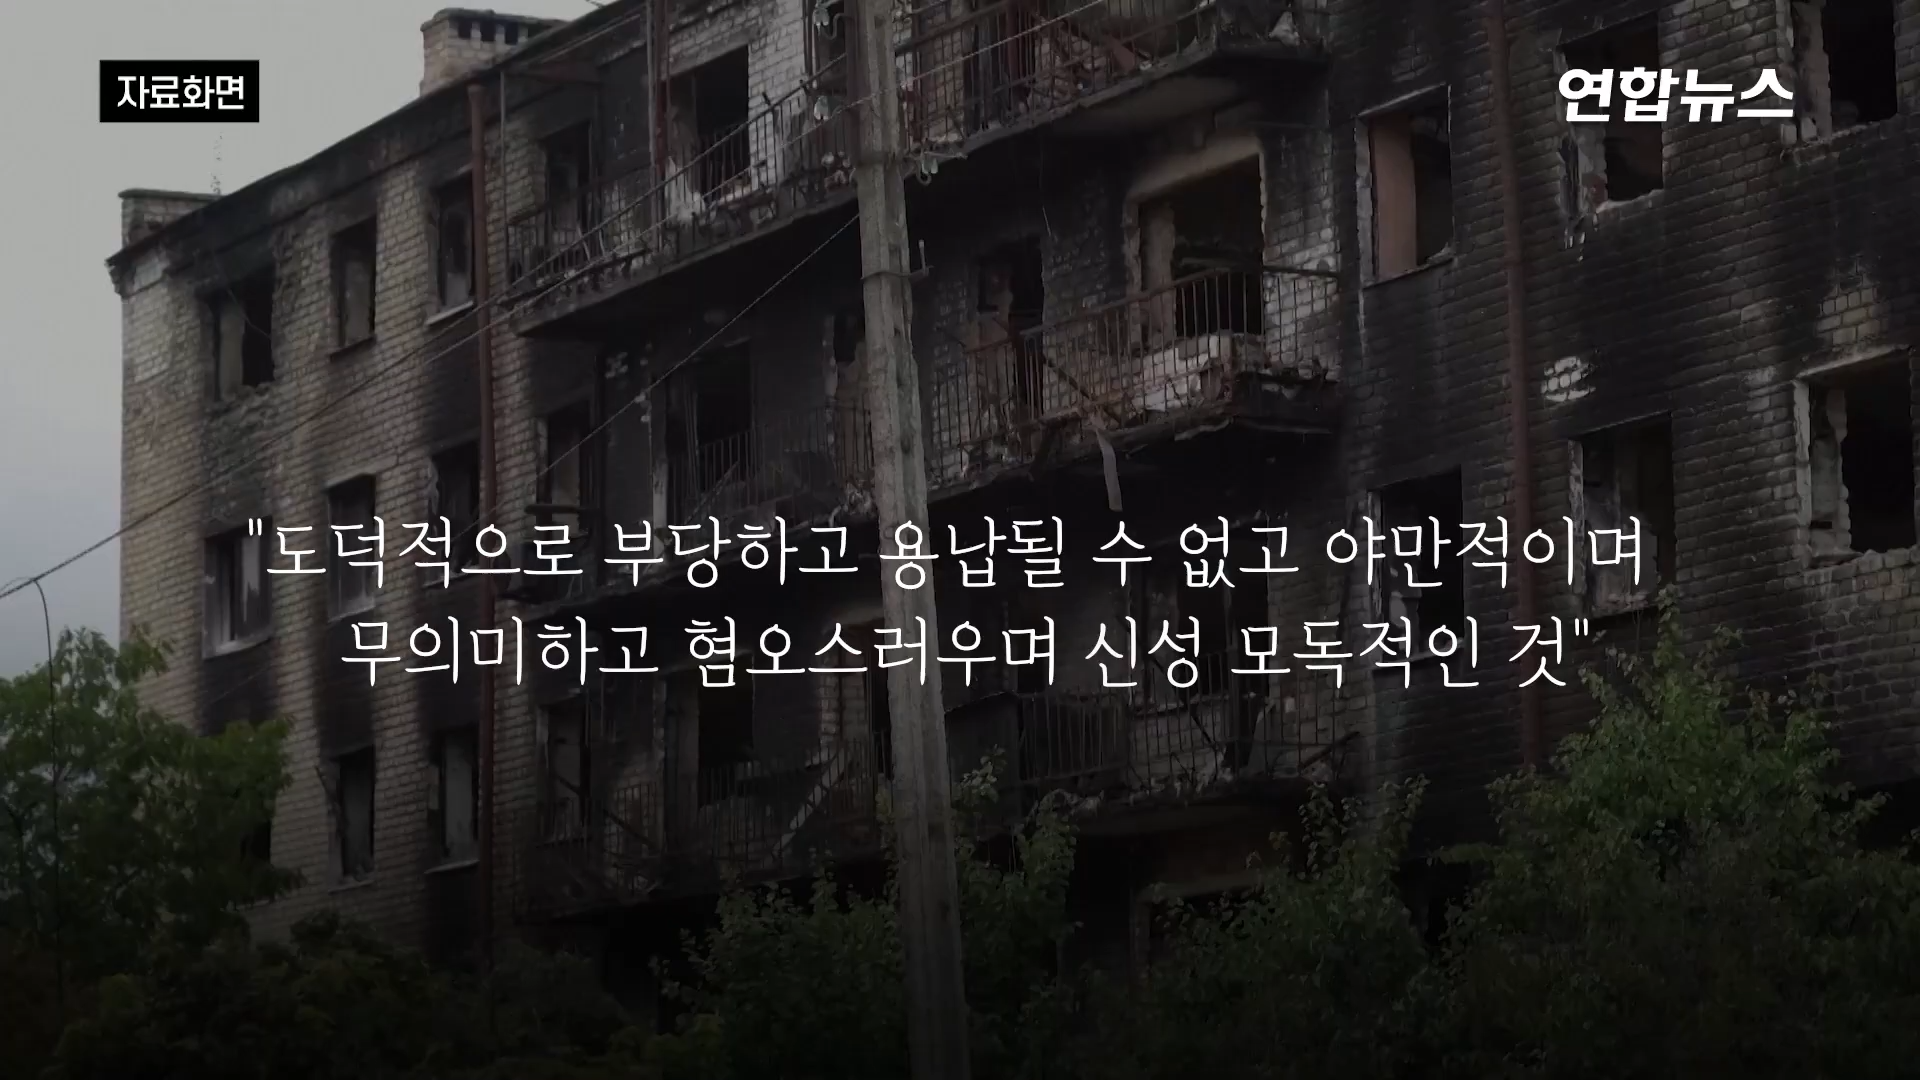 자료화면
연합뉴스
"도덕적으로 부당하고 용납될 수 없고 야만적이며
무의미하고 혐오스러우며 신성 모독적인 것"